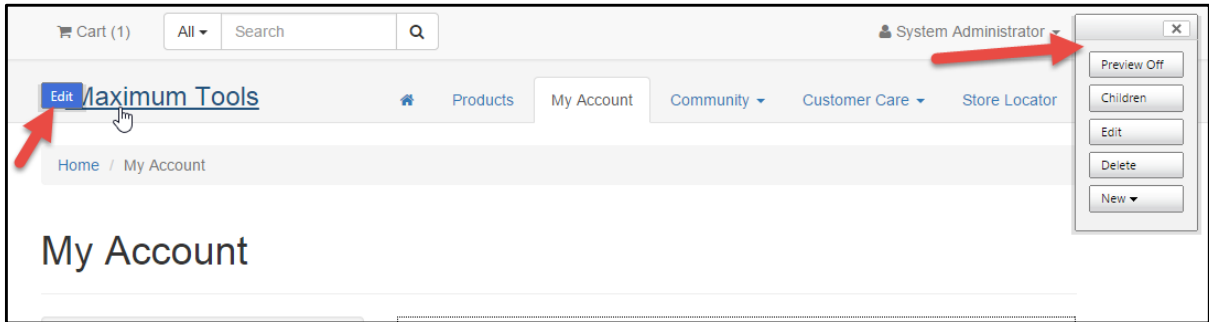 Cart (1) All Search System Administrator
Edit Maximum Tools Products My Account Community Customer Care Store Locator
Home / My Account
My Account
Preview Off
Children
Edit
Delete
New